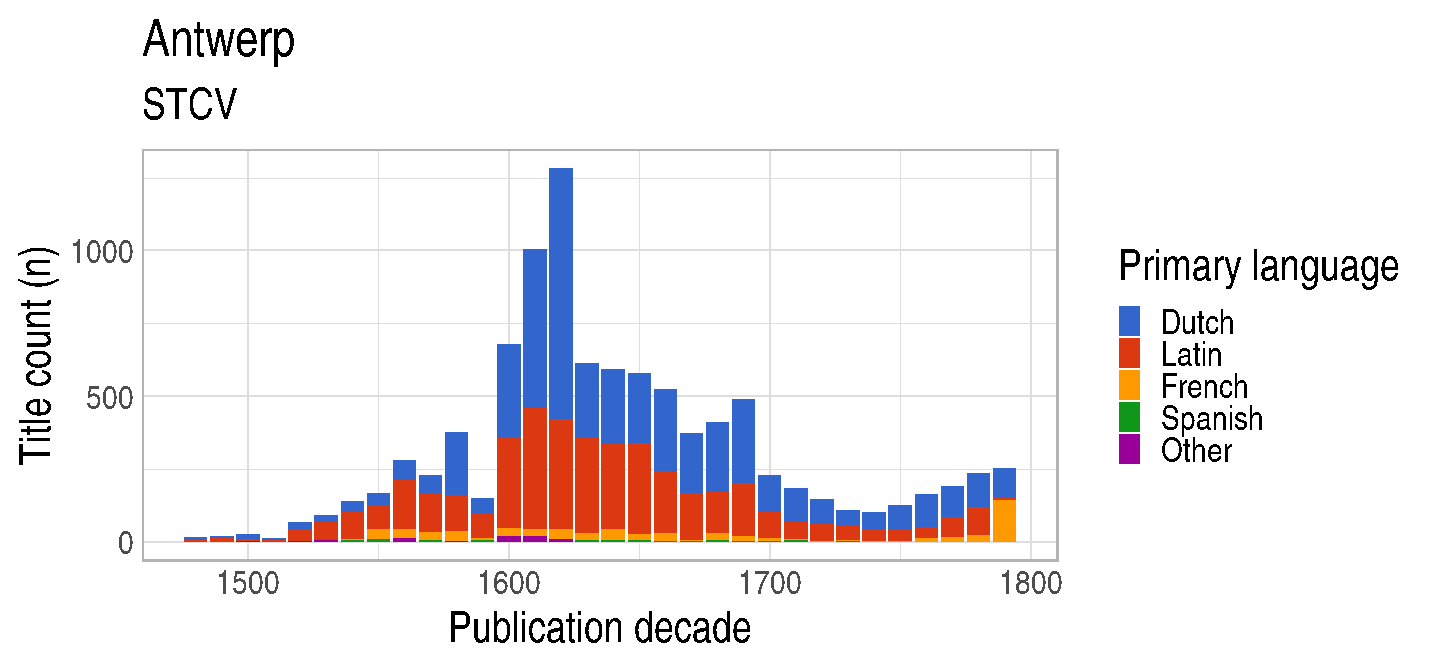 Antwerp
STCV
Title count (n)
1000
500
0
1500 1600 1700 1800
Publication decade
Primary language
Dutch
Latin
French
Spanish
Other